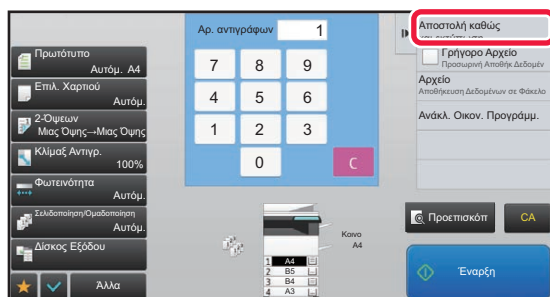 Αρ. αντιγράφων 1
Αποστολή καθώς
Γρήγορο Αρχείο
Προσωρινή Αποθήκ Δεδομέν
Αρχείο
Αποθήκευση Δεδομένων σε Φάκελο
Ανάκλ. Οικον. Προγράμμ.
Πρωτότυπο
Αυτόμ. A4
Επιλ. Χαρτιού
Αυτόμ.
2-Όψεων
Μιας Όψης→Μιας Όψης
Κλίμαξ Αντιγρ.
100%
Φωτεινότητα
Αυτόμ.
Σελιδοποίηση/Ομαδοποίηση
Αυτόμ.
Δίσκος Εξόδου
Άλλα
7 8 9
4 5 6
1 2 3
0 C
Κοινο
A4
1 A4
2 B5
3 B4
4 A3
Προεπισκόπ
CA
Έναρξη